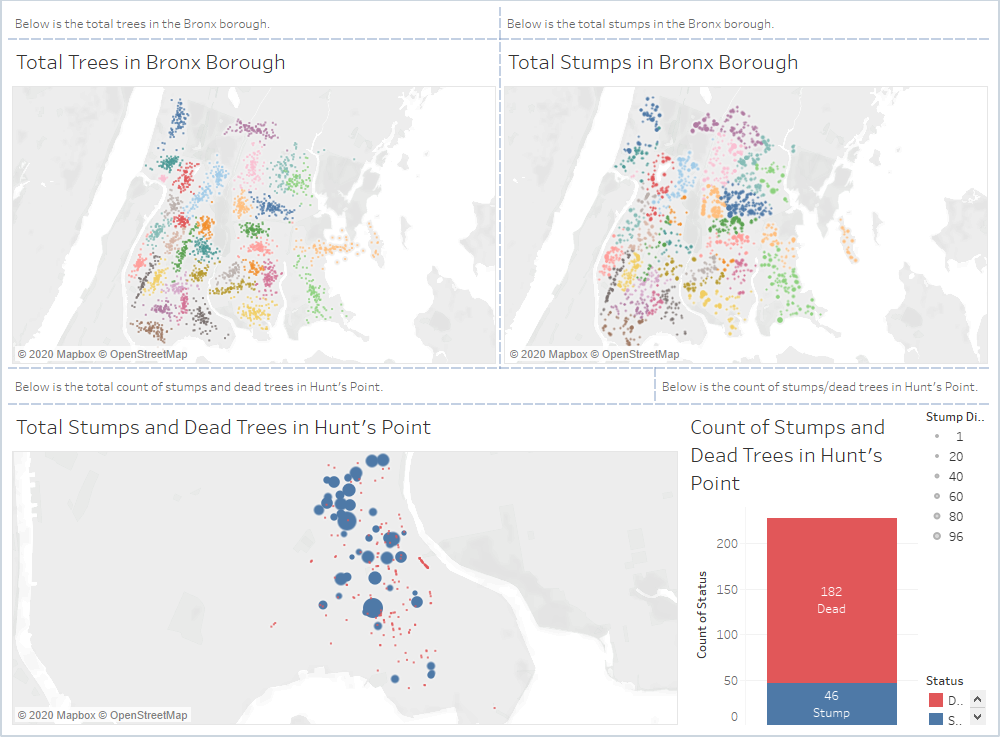 Below is the total trees in the Bronx borough.
Below is the total stumps in the Bronx borough.
Total Trees in Bronx Borough
Total Stumps in Bronx Borough
© 2020 Mapbox © OpenStreetMap
© 2020 Mapbox © OpenStreetMap
Below is the total count of stumps and dead trees in Hunt's Point.
Below is the count of stumps/dead trees in Hunt's Point.
Total Stumps and Dead Trees in Hunt's Point
© 2020 Mapbox © OpenStreetMap
Count of Stumps and
Dead Trees in Hunt's
Point
Count of Status
200
150
100
50
0
182
Dead
46
Stump
Stump Di..
1
20
40
60
80
96
Status
D..
S..